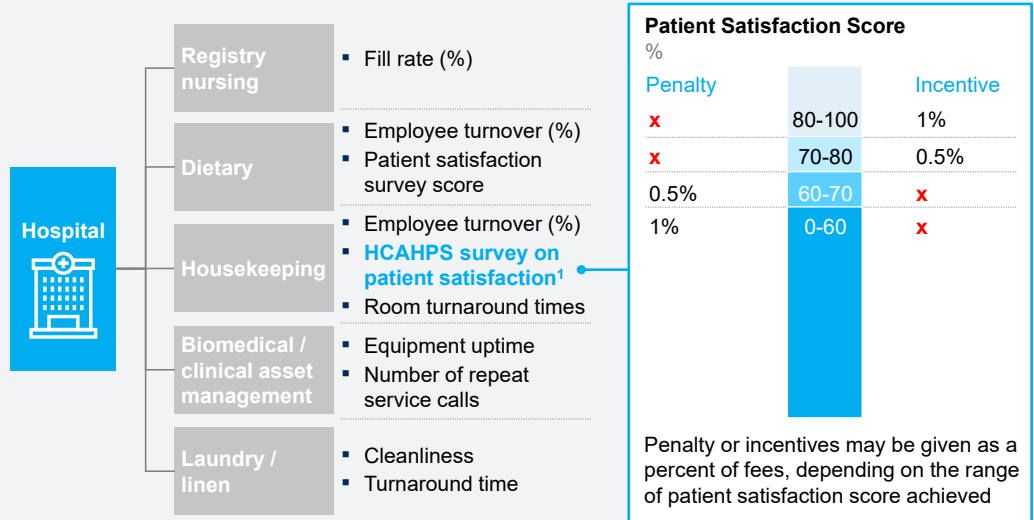 Hospital
Registry
nursing
▪ Fill rate (%)
Dietary
▪ Employee turnover (%)
▪ Patient satisfaction
survey score
Housekeeping
▪ Employee turnover (%)
▪ HCAHPS survey on
patient satisfaction¹
▪ Room turnaround times
Biomedical /
clinical asset
management
▪ Equipment uptime
▪ Number of repeat
service calls
Laundry /
linen
▪ Cleanliness
▪ Turnaround time
Patient Satisfaction Score
%
Penalty Incentive
x 80-100 1%
x 70-80 0.5%
0.5% 60-70 x
1% 0-60 x
Penalty or incentives may be given as a
percent of fees, depending on the range
of patient satisfaction score achieved